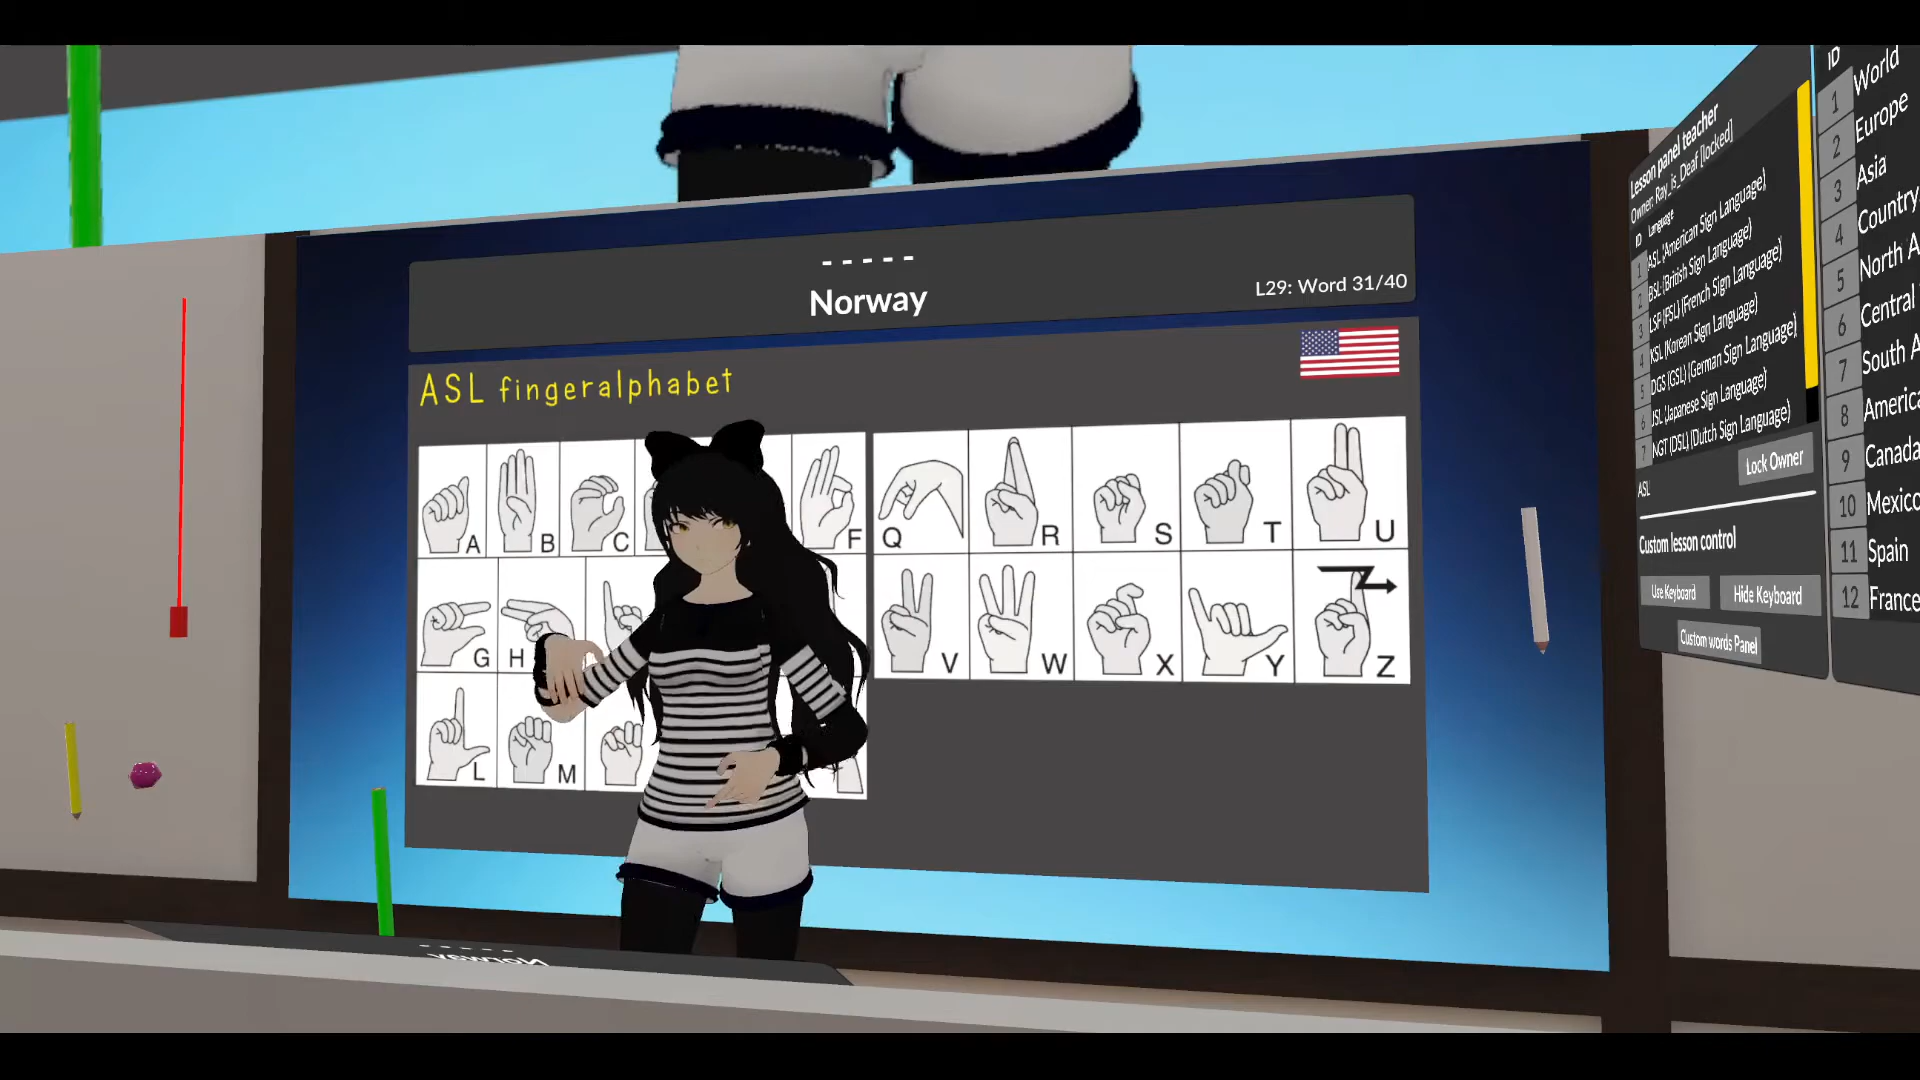 - - - - -
Norway
L29: Word 31/40
ASL fingeralphabet
A B C F Q R S T U
G H V W X Y Z
L M
Lesson panel teacher
Owner: Ray_is_Deaf [locked]
ID Language
1 ASL (American Sign Language)
2 BSL (British Sign Language)
3 LSF (FSL) (French Sign Language)
4 KSL (Korean Sign Language)
5 DGS (GSL) (German Sign Language)
6 JSL (Japanese Sign Language)
7 NGT (DSL) (Dutch Sign Language)
Lock Owner
ASL
Custom lesson control
Use Keyboard Hide Keyboard
Custom words Panel
ID
1 World
2 Europe
3 Asia
4 Country
5 North A
6 Central
7 South A
8 America
9 Canada
10 Mexico
11 Spain
12 France
- - - - -
Norway